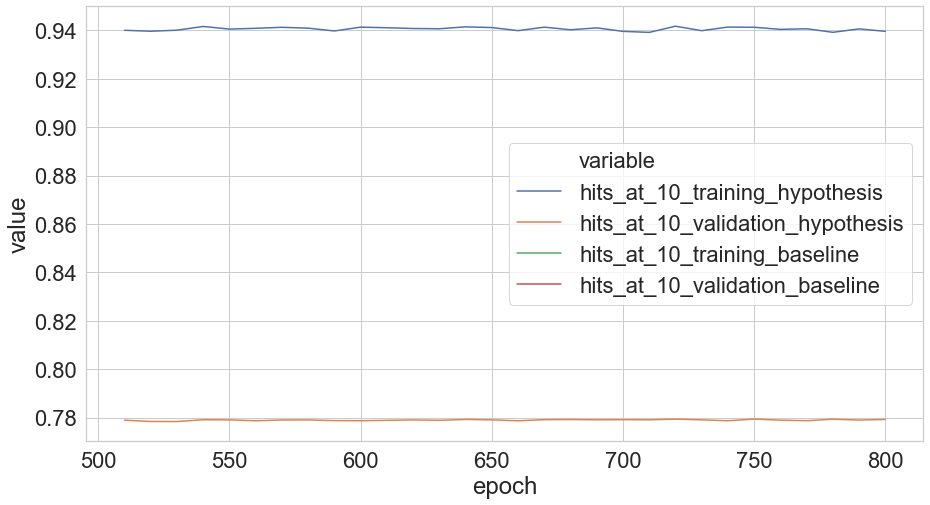 0.94
0.92
0.90
0.88
0.86
0.84
0.82
0.80
0.78
value
variable
hits_at_10_training_hypothesis
hits_at_10_validation_hypothesis
hits_at_10_training_baseline
hits_at_10_validation_baseline
500 550 600 650 700 750 800
epoch